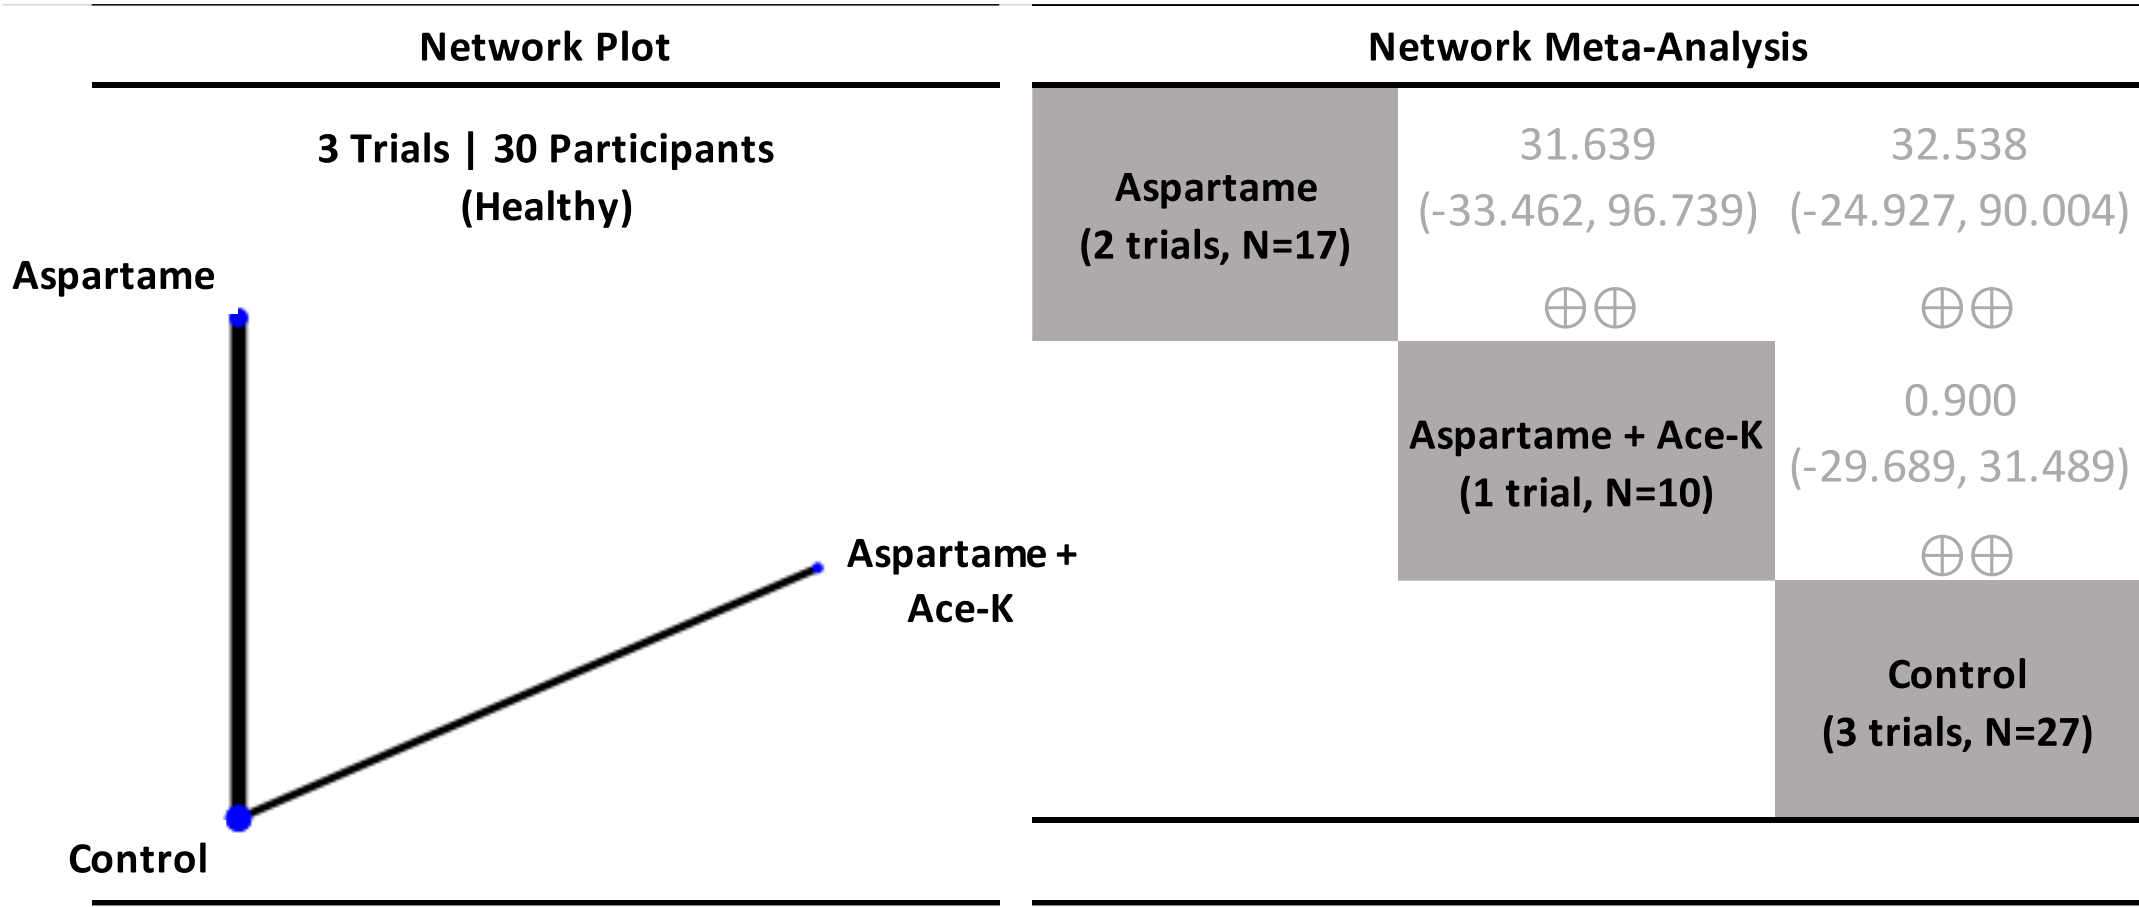 Network Plot
3 Trials | 30 Participants
(Healthy)
Aspartame
Aspartame +
Ace-K
Control
Network Meta-Analysis
Aspartame
(2 trials, N=17)
31.639
(-33.462, 96.739)
⊕⊕
32.538
(-24.927, 90.004)
⊕⊕
Aspartame + Ace-K
(1 trial, N=10)
0.900
(-29.689, 31.489)
⊕⊕
Control
(3 trials, N=27)